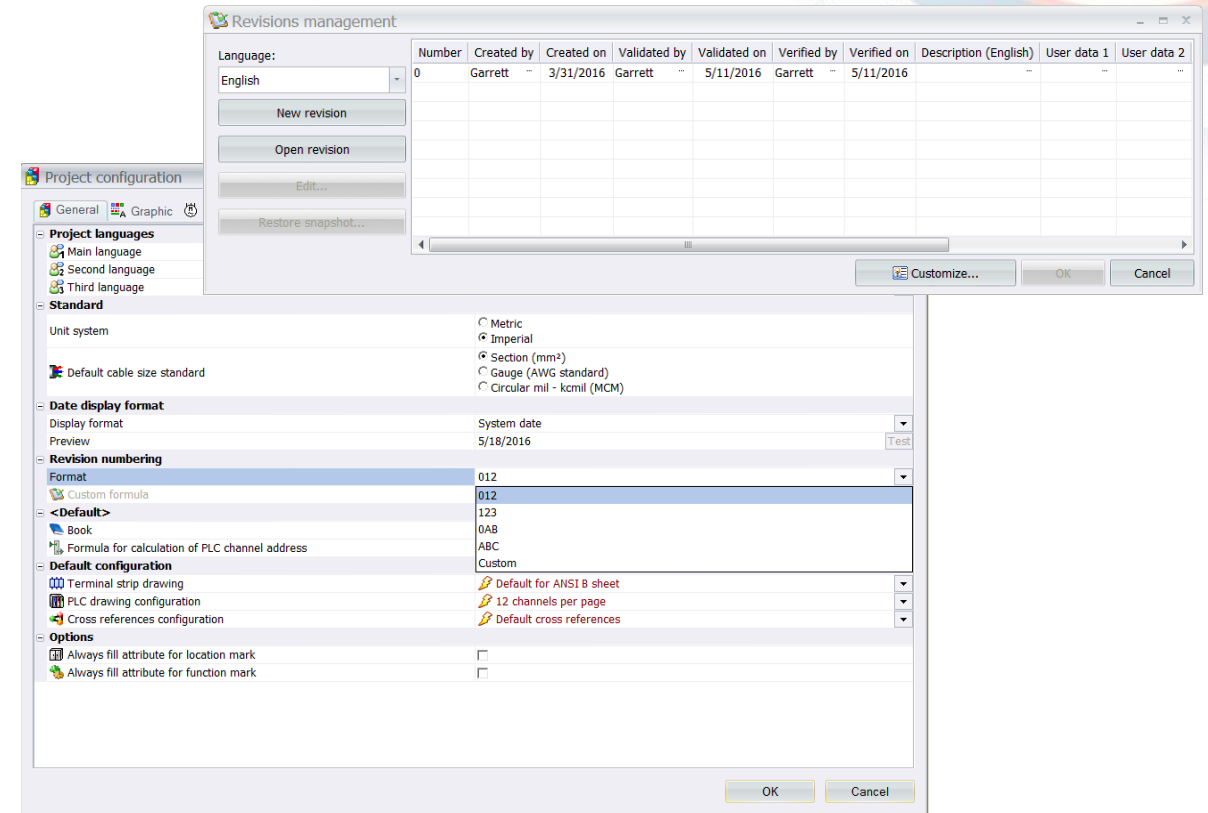 Revisions management
Language:
English
New revision
Open revision
Edit...
Restore snapshot...
Number Created by Created on Validated by Validated on Verified by Verified on Description (English) User data 1 User data 2
0 Garrett ... 3/31/2016 Garrett ... 5/11/2016 Garrett ... 5/11/2016 ... ... ...
Customize... OK Cancel
Project configuration
General Graphic
Project languages
Main language
Second language
Third language
Standard
Unit system
Metric
Imperial
Default cable size standard
Section (mm²)
Gauge (AWG standard)
Circular mil - kcmil (MCM)
Date display format
Display format System date
Preview 5/18/2016 Test
Revision numbering
Format 012
Custom formula
012
123
0AB
ABC
Custom
<Default>
Book
Formula for calculation of PLC channel address
Default configuration
Terminal strip drawing Default for ANSI B sheet
PLC drawing configuration 12 channels per page
Cross references configuration Default cross references
Options
Always fill attribute for location mark
Always fill attribute for function mark
OK Cancel